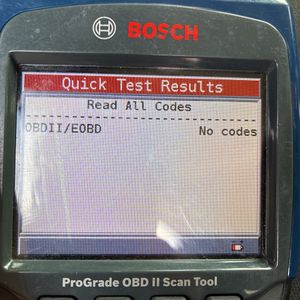 BOSCH
Quick Test Results
Read All Codes
OBDII/EOBD No codes
ProGrade OBD II Scan Tool